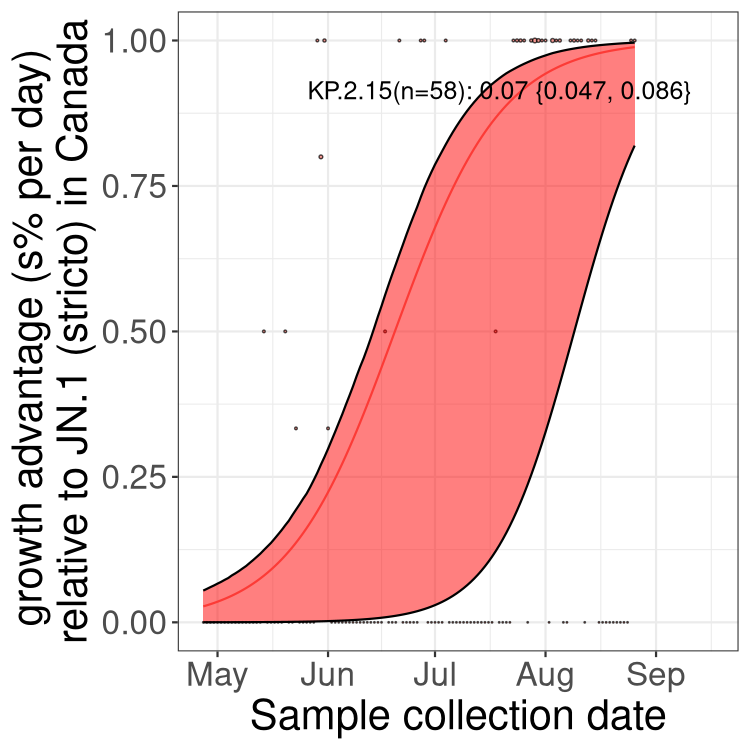 growth advantage (s% per day)
relative to JN.1 (stricto) in Canada
1.00
0.75
0.50
0.25
0.00
KP.2.15(n=58): 0.07 {0.047, 0.086}
May Jun Jul Aug Sep
Sample collection date